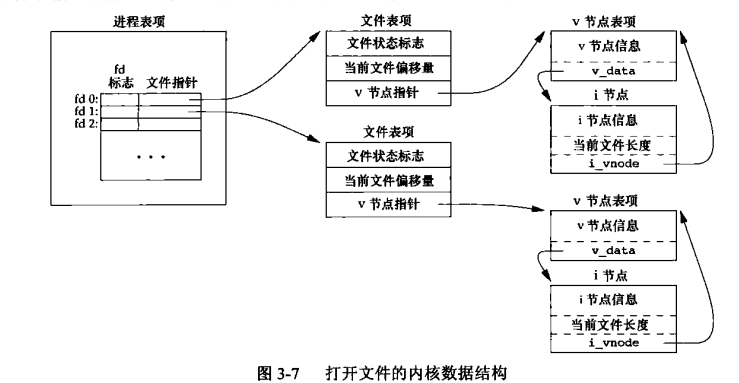 进程表项
fd
标志 文件指针
fd 0:
fd 1:
fd 2:
···
文件表项
文件状态标志
当前文件偏移量
v 节点指针
文件表项
文件状态标志
当前文件偏移量
v 节点指针
v 节点表项
v 节点信息
v_data
i 节点
i 节点信息
当前文件长度
i_vnode
v 节点表项
v 节点信息
v_data
i 节点
i 节点信息
当前文件长度
i_vnode
图 3-7 打开文件的内核数据结构